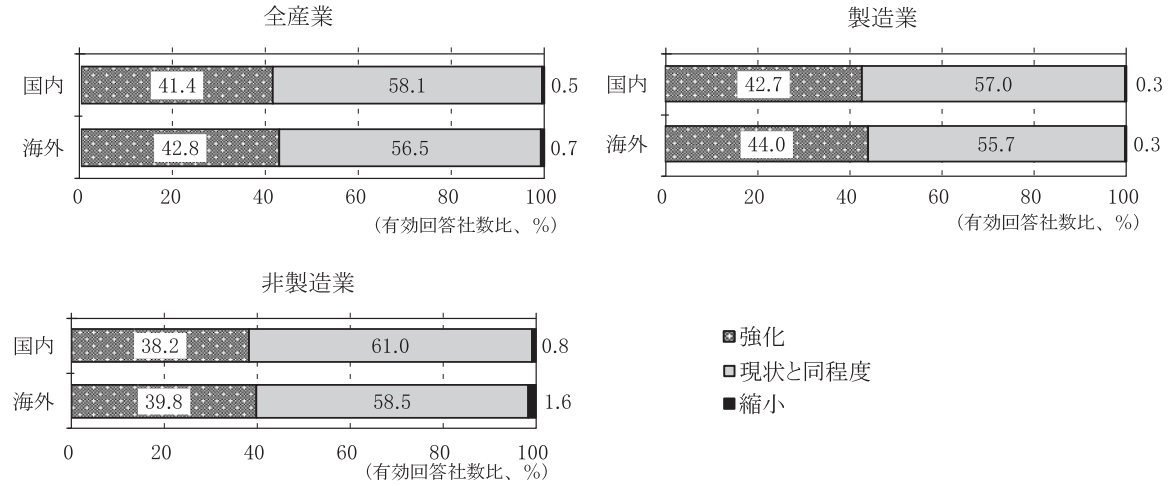 全産業
国内 41.4 58.1 0.5
海外 42.8 56.5 0.7
0 20 40 60 80 100
(有効回答社数比、%)
製造業
国内 42.7 57.0 0.3
海外 44.0 55.7 0.3
0 20 40 60 80 100
(有効回答社数比、%)
非製造業
国内 38.2 61.0 0.8
海外 39.8 58.5 1.6
0 20 40 60 80 100
(有効回答社数比、%)
強化
現状と同程度
縮小